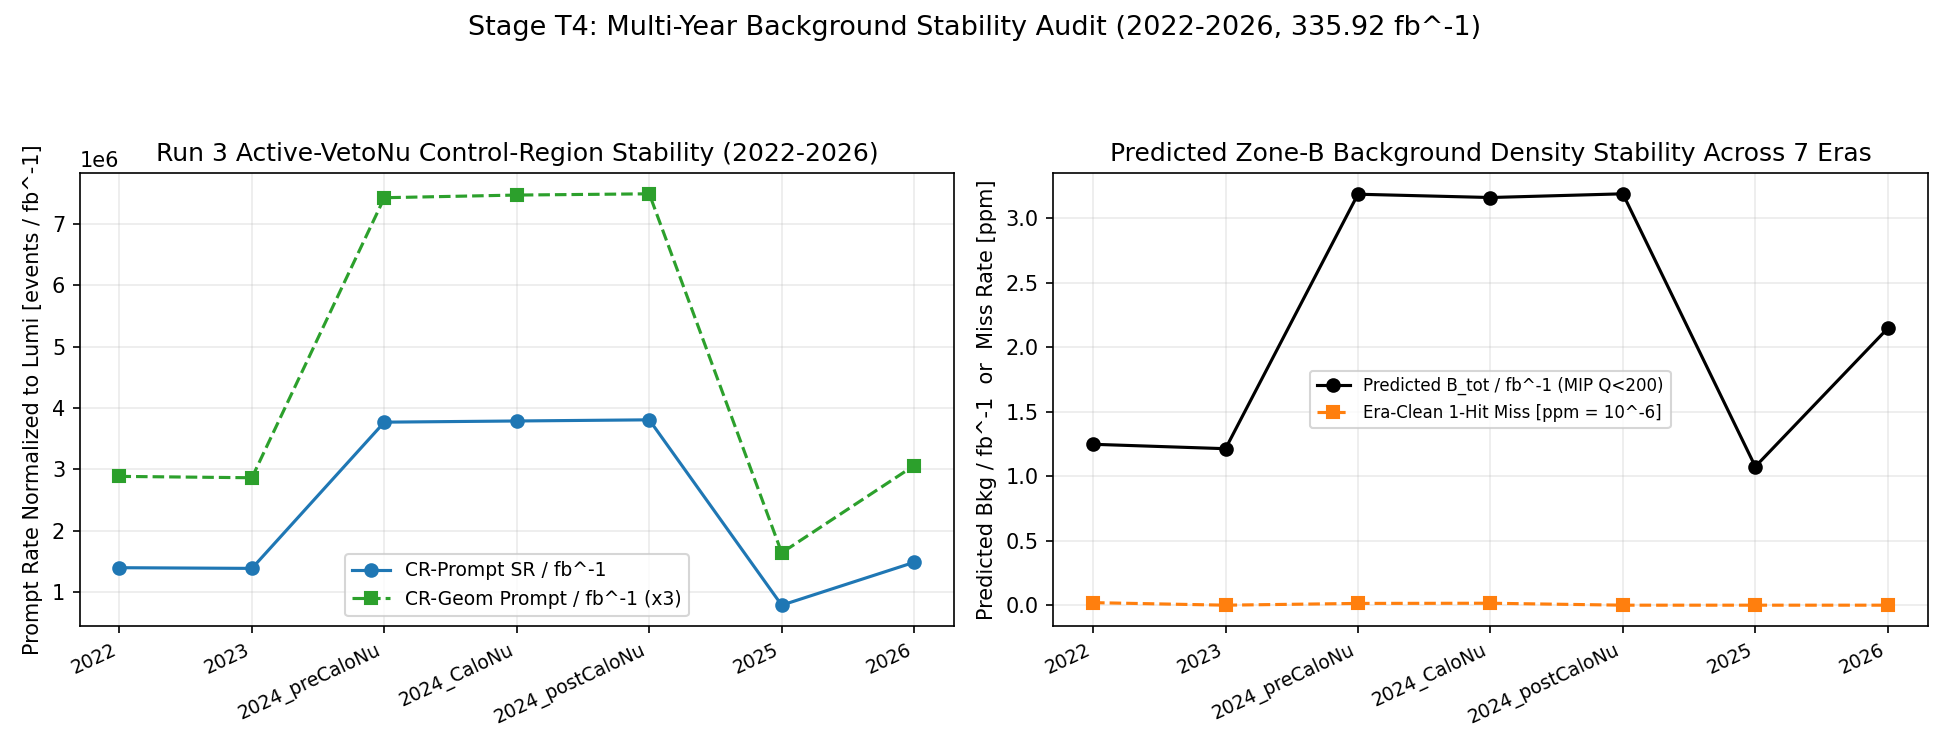 Stage T4: Multi-Year Background Stability Audit (2022-2026, 335.92 fb^-1)
Run 3 Active-VetoNu Control-Region Stability (2022-2026)
1e6
Prompt Rate Normalized to Lumi [events / fb^-1]
7
6
5
4
3
2
1
CR-Prompt SR / fb^-1
CR-Geom Prompt / fb^-1 (x3)
2022
2023
2024_preCaloNu
2024_CaloNu
2024_postCaloNu
2025
2026
Predicted Zone-B Background Density Stability Across 7 Eras
Predicted Bkg / fb^-1 or Miss Rate [ppm]
3.0
2.5
2.0
1.5
1.0
0.5
0.0
Predicted B_tot / fb^-1 (MIP Q<200)
Era-Clean 1-Hit Miss [ppm = 10^-6]
2022
2023
2024_preCaloNu
2024_CaloNu
2024_postCaloNu
2025
2026